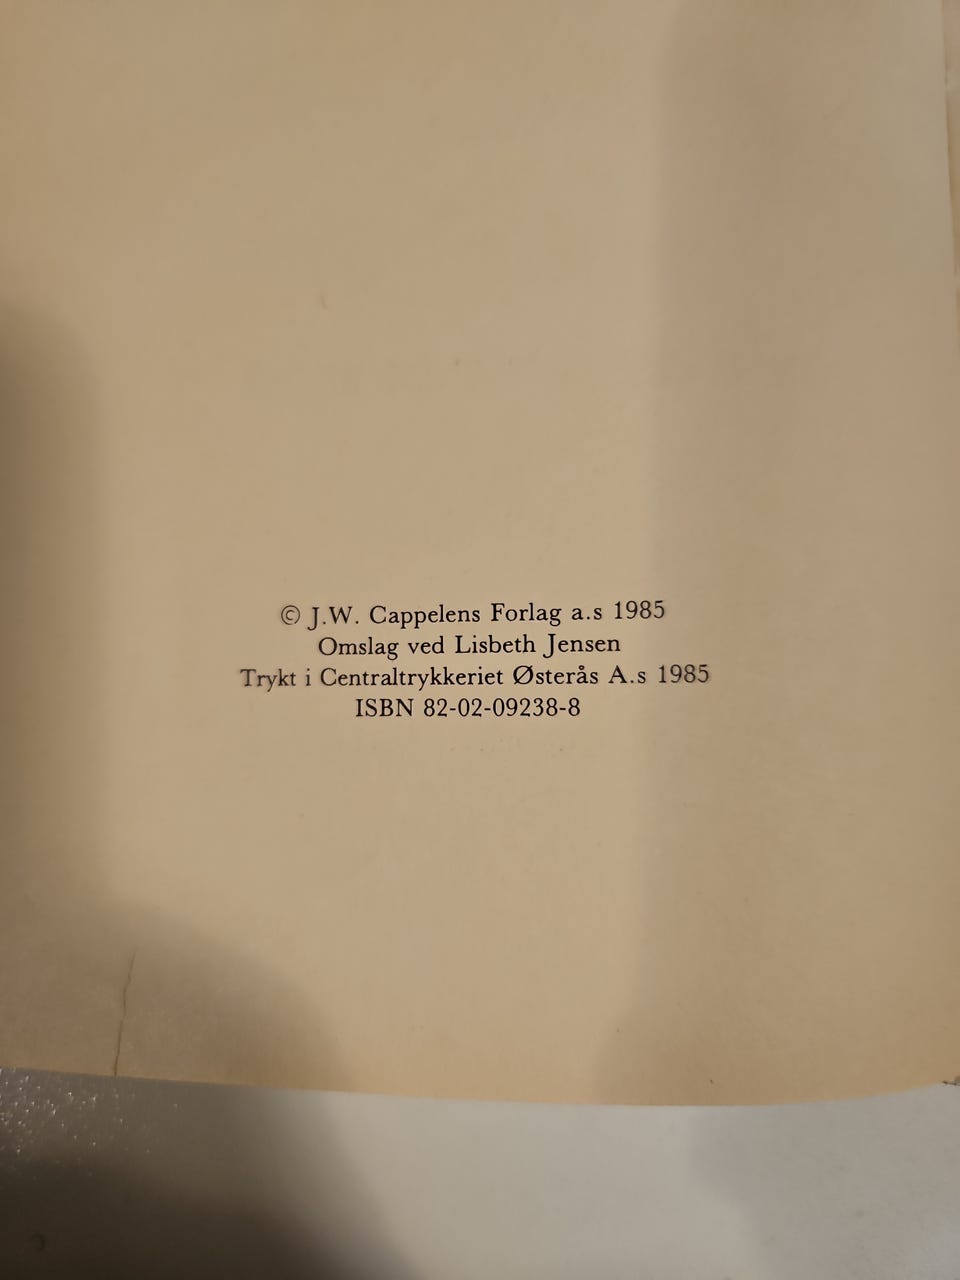 © J.W. Cappelens Forlag a.s 1985
Omslag ved Lisbeth Jensen
Trykt i Centraltrykkeriet Østerås A.s 1985
ISBN 82-02-09238-8